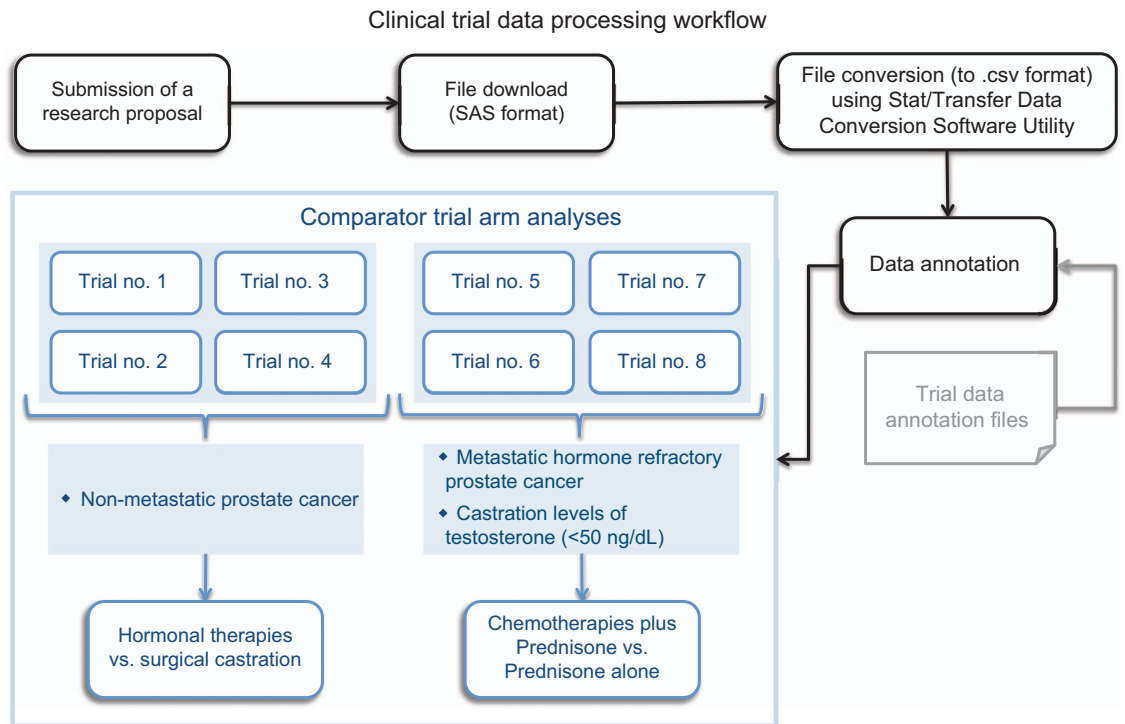 Clinical trial data processing workflow
Submission of a
research proposal
File download
(SAS format)
File conversion (to .csv format)
using Stat/Transfer Data
Conversion Software Utility
Data annotation
Trial data
annotation files
Comparator trial arm analyses
Trial no. 1
Trial no. 3
Trial no. 2
Trial no. 4
Trial no. 5
Trial no. 7
Trial no. 6
Trial no. 8
◆ Non-metastatic prostate cancer
◆ Metastatic hormone refractory
prostate cancer
◆ Castration levels of
testosterone (<50 ng/dL)
Hormonal therapies
vs. surgical castration
Chemotherapies plus
Prednisone vs.
Prednisone alone